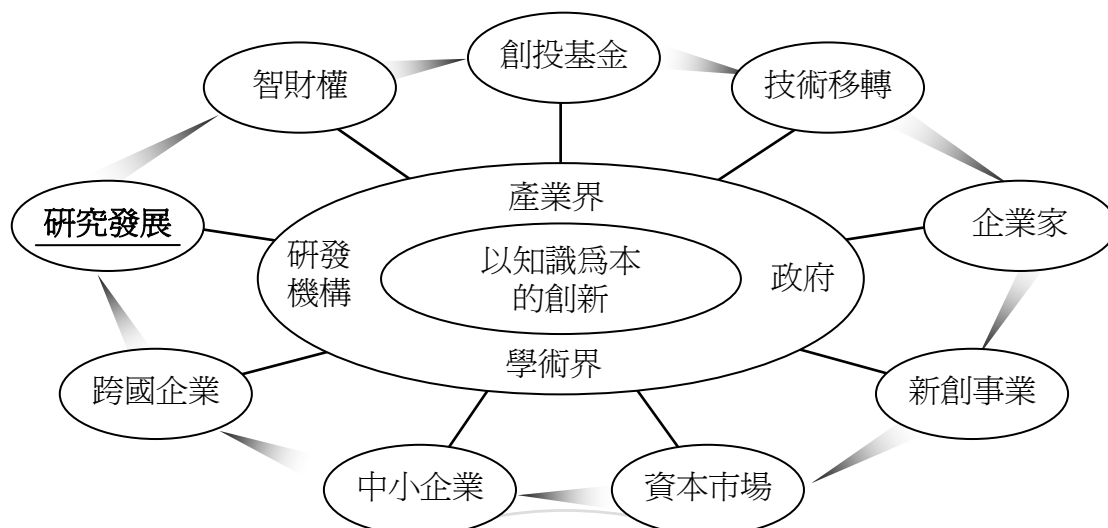 創投基金
智財權
技術移轉
產業界
研究發展
企業家
研發
機構
以知識為本
的創新
政府
學術界
跨國企業
新創事業
中小企業
資本市場